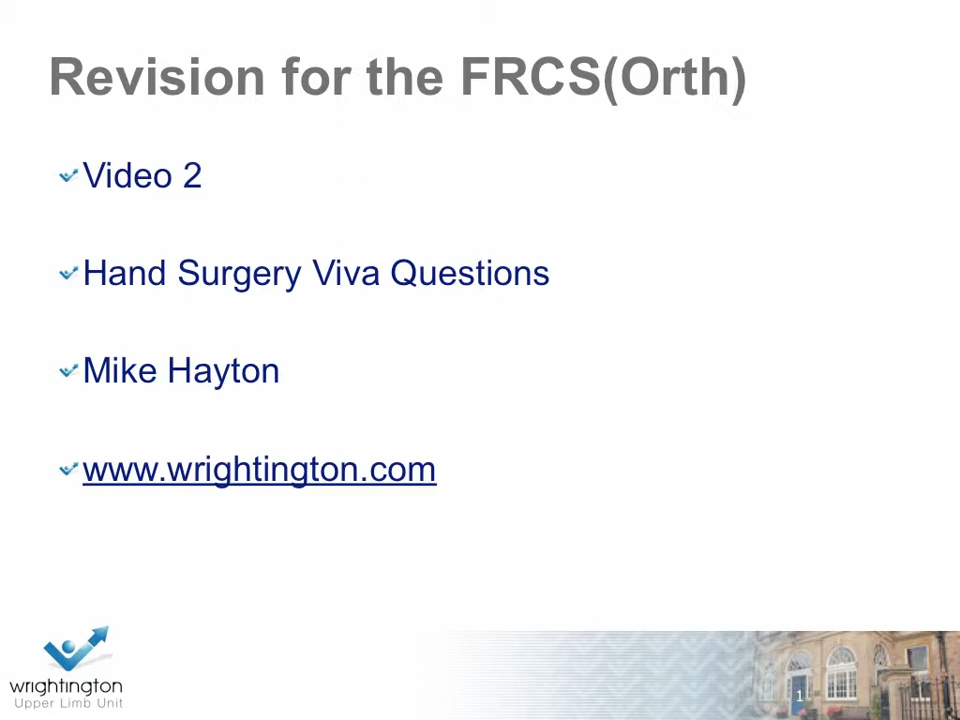 Revision for the FRCS(Orth)
Video 2
Hand Surgery Viva Questions
Mike Hayton
www.wrightington.com
wrightington
Upper Limb Unit
1